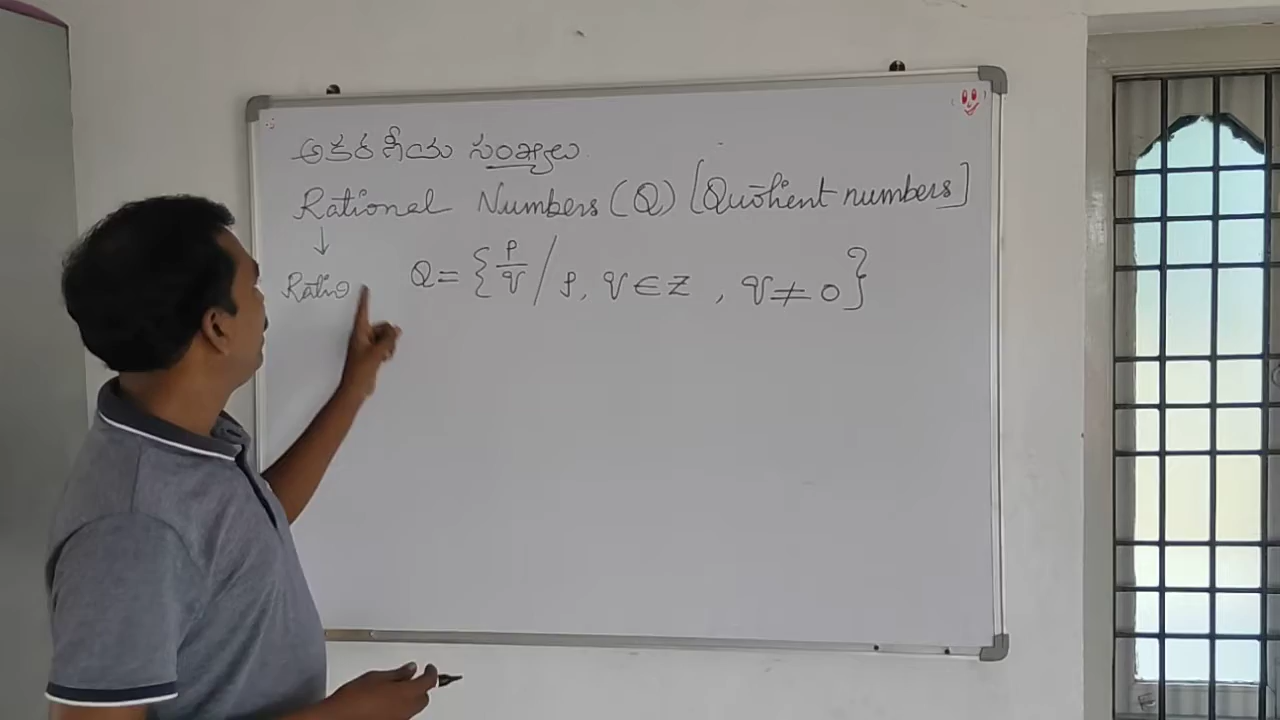 అకరణీయ సంఖ్యలు
Rational Numbers (Q) [Quotient numbers]
↓
Ratio Q = { p/q / p, q ∈ Z , q ≠ 0 }